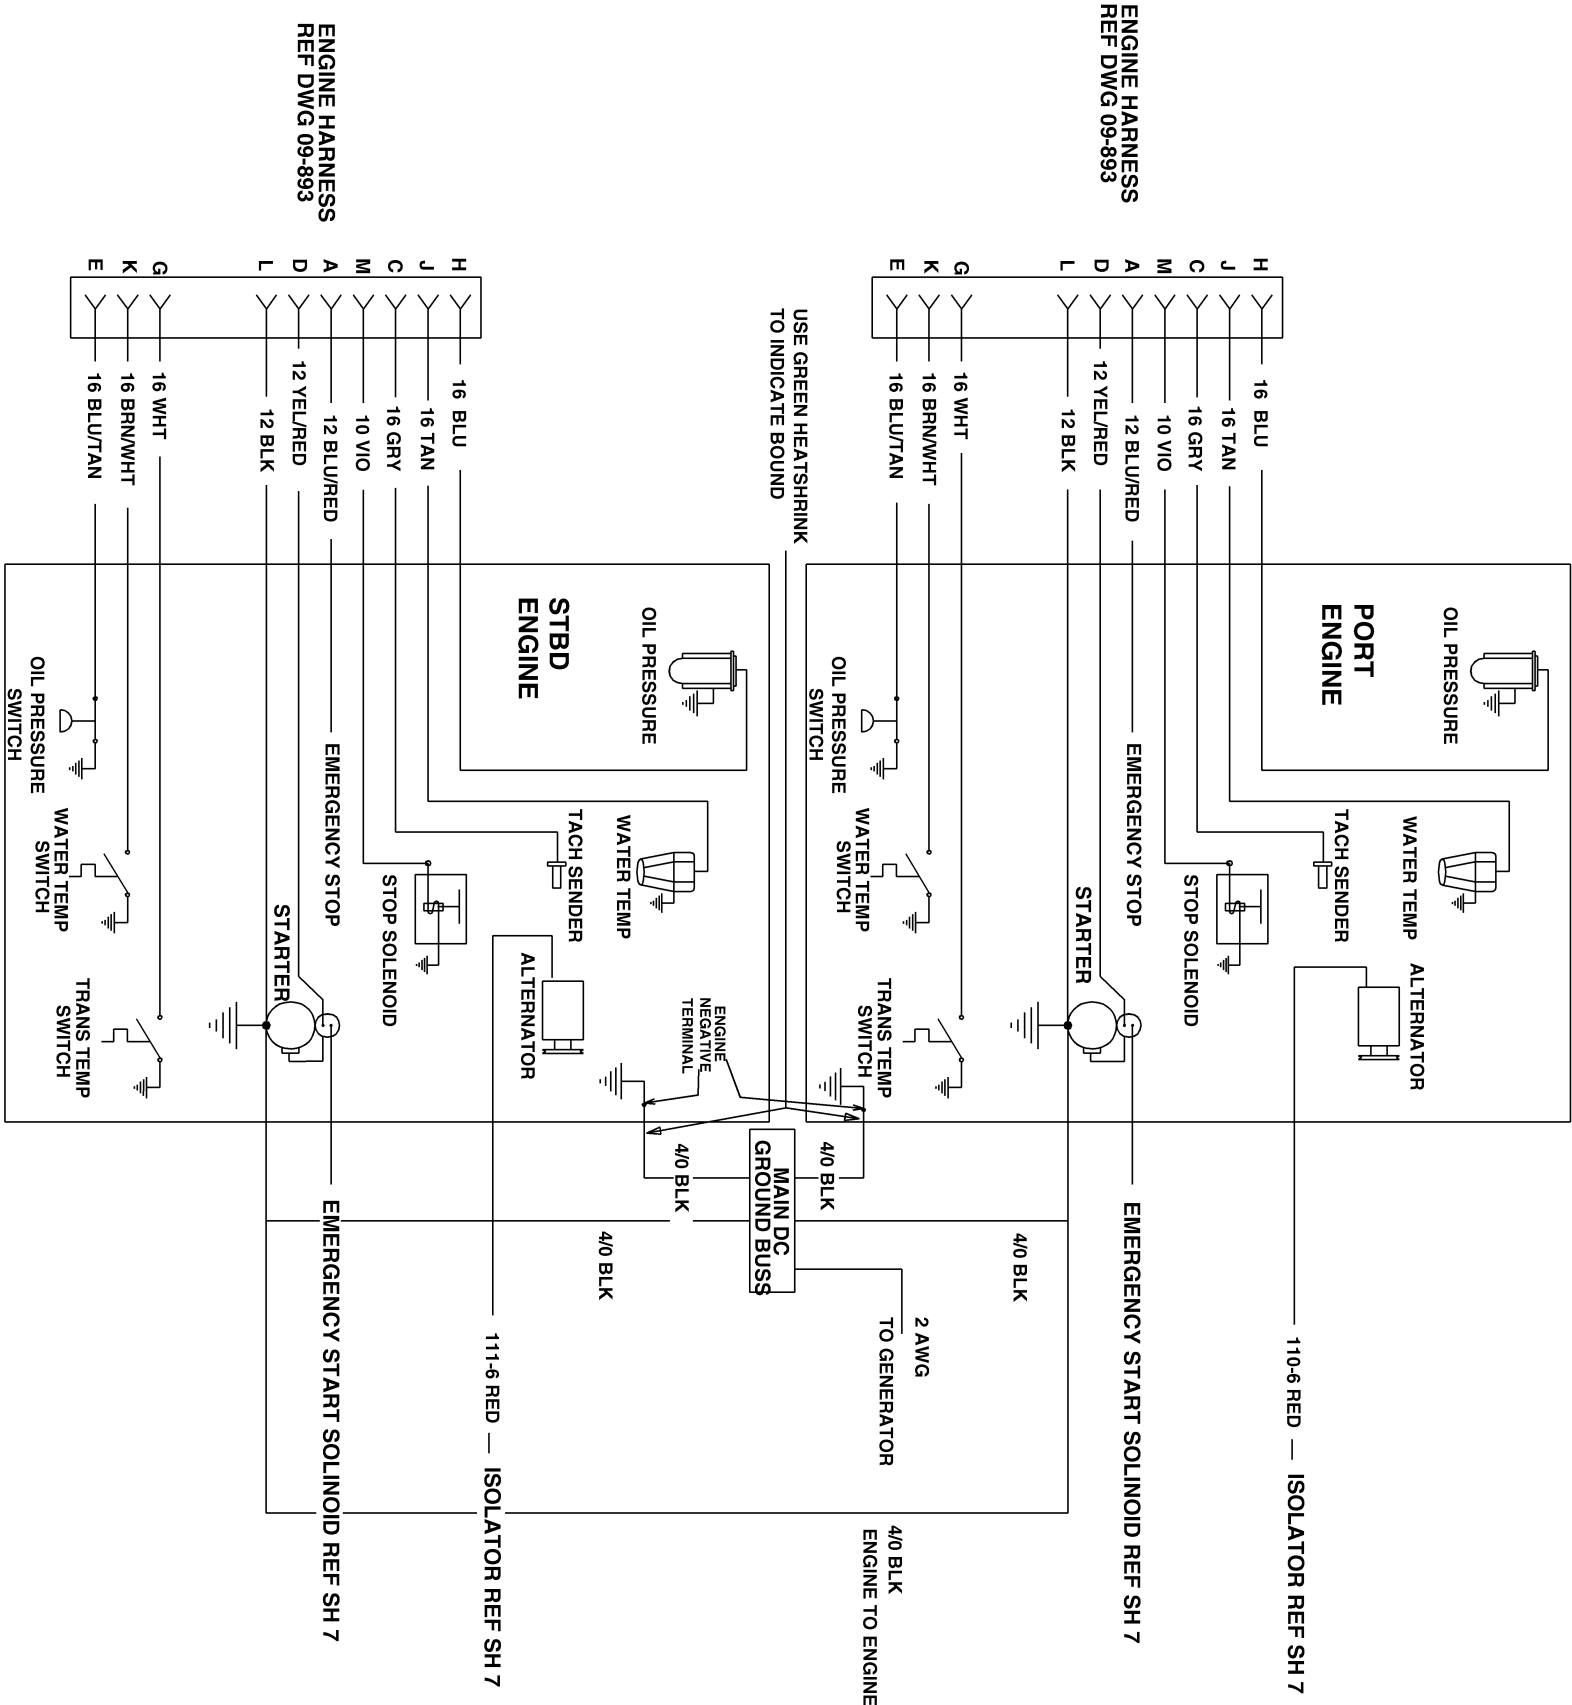 ENGINE HARNESS
REF DWG 09-893
H
J
C
M
A
D
L
G
K
E
16 BLU
16 TAN
16 GRY
10 VIO
12 BLU/RED
12 YEL/RED
12 BLK
16 WHT
16 BRN/WHT
16 BLU/TAN
PORT
ENGINE
OIL PRESSURE
WATER TEMP
TACH SENDER
ALTERNATOR
STOP SOLENOID
EMERGENCY STOP
STARTER
OIL PRESSURE
SWITCH
WATER TEMP
SWITCH
TRANS TEMP
SWITCH
110-6 RED
ISOLATOR REF SH 7
EMERGENCY START SOLINOID REF SH 7
USE GREEN HEATSHRINK
TO INDICATE BOUND
ENGINE
NEGATIVE
TERMINAL
4/0 BLK
4/0 BLK
MAIN DC
GROUND BUSS
4/0 BLK
4/0 BLK
2 AWG
TO GENERATOR
4/0 BLK
ENGINE TO ENGINE
ENGINE HARNESS
REF DWG 09-893
H
J
C
M
A
D
L
G
K
E
16 BLU
16 TAN
16 GRY
10 VIO
12 BLU/RED
12 YEL/RED
12 BLK
16 WHT
16 BRN/WHT
16 BLU/TAN
STBD
ENGINE
OIL PRESSURE
WATER TEMP
TACH SENDER
ALTERNATOR
STOP SOLENOID
EMERGENCY STOP
STARTER
OIL PRESSURE
SWITCH
WATER TEMP
SWITCH
TRANS TEMP
SWITCH
111-6 RED
ISOLATOR REF SH 7
EMERGENCY START SOLINOID REF SH 7